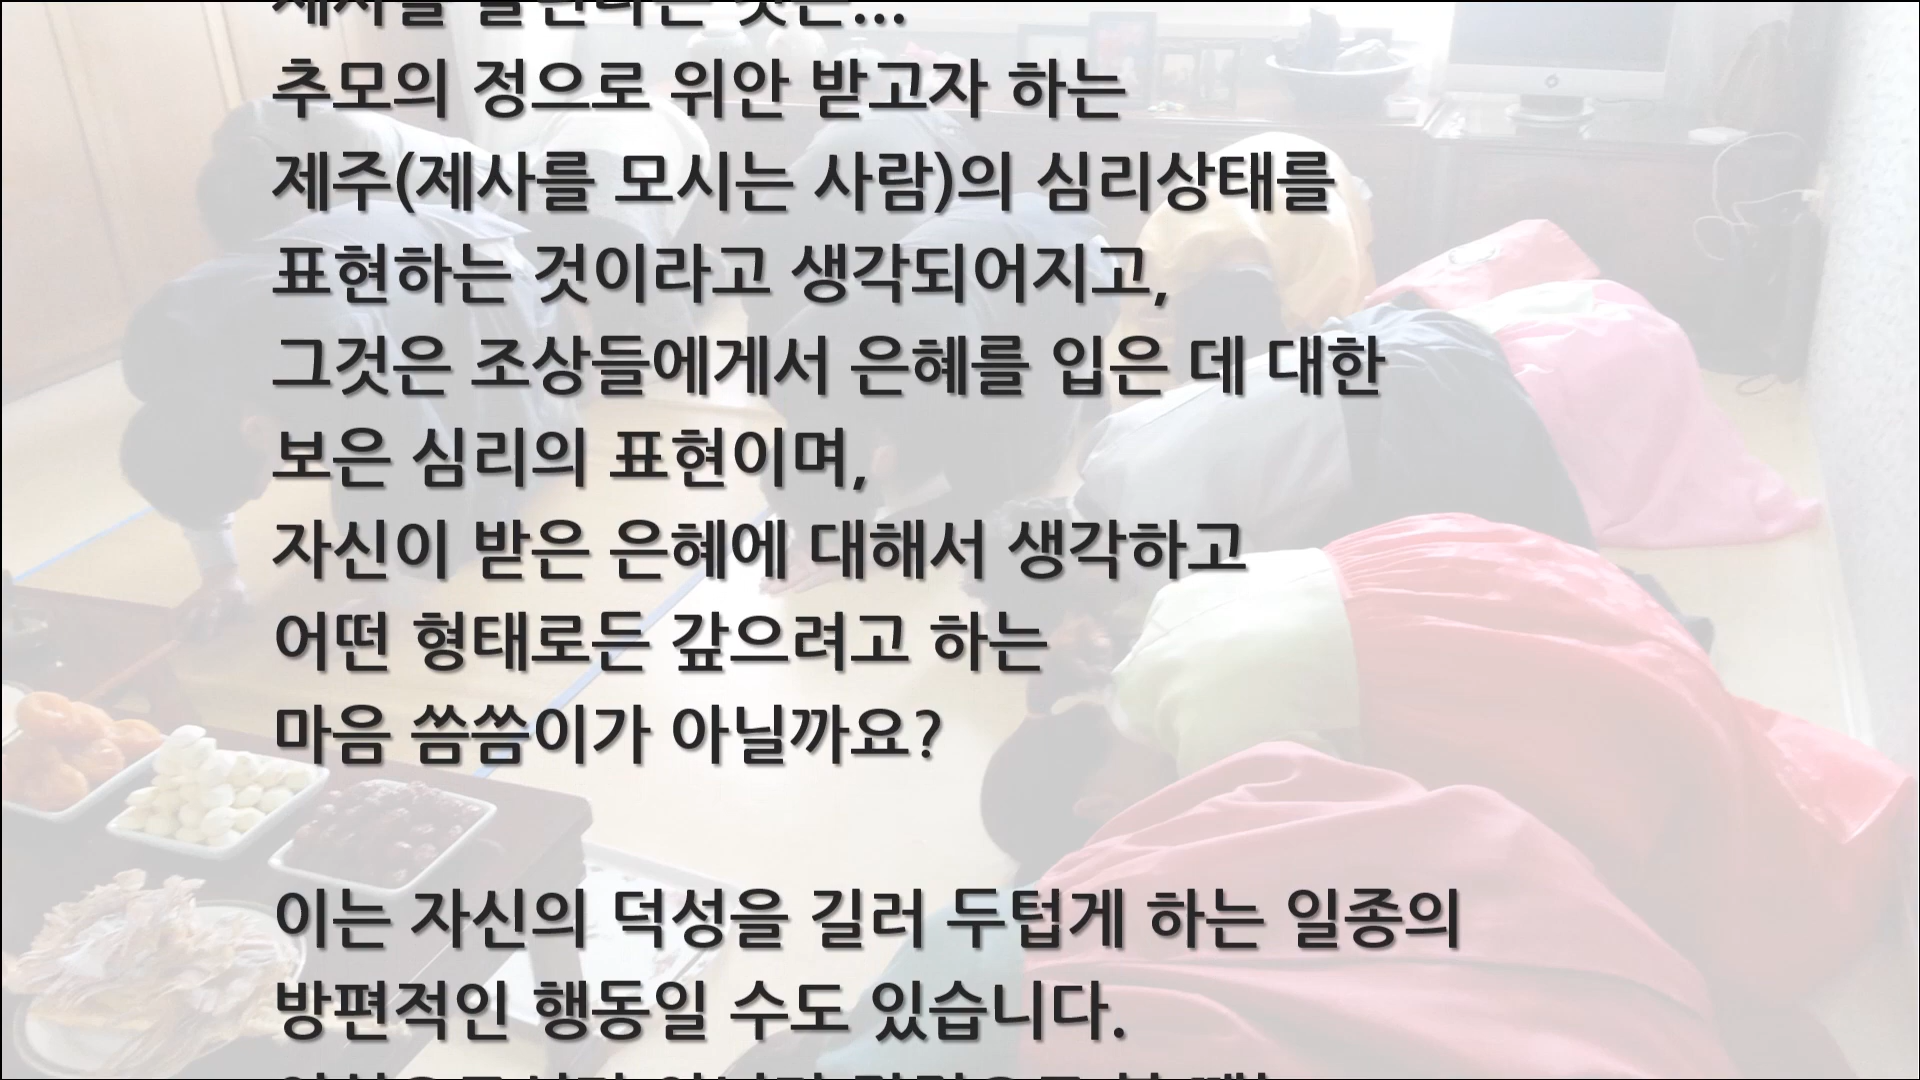 추모의 정으로 위안 받고자 하는
제주(제사를 모시는 사람)의 심리상태를
표현하는 것이라고 생각되어지고,
그것은 조상들에게서 은혜를 입은 데 대한
보은 심리의 표현이며,
자신이 받은 은혜에 대해서 생각하고
어떤 형태로든 갚으려고 하는
마음 씀씀이가 아닐까요?
이는 자신의 덕성을 길러 두텁게 하는 일종의
방편적인 행동일 수도 있습니다.